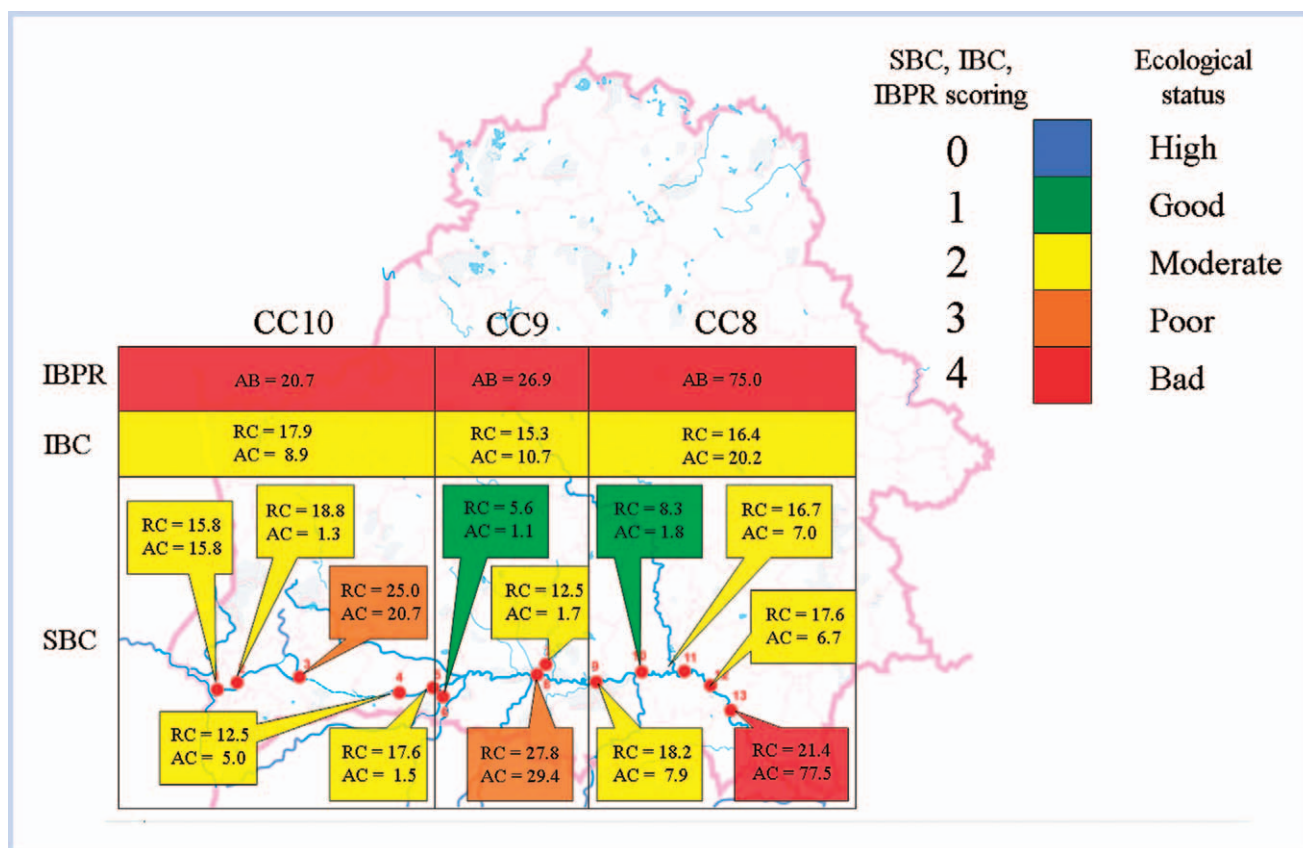 SBC, IBC,
IBPR scoring
Ecological
status
0 High
1 Good
2 Moderate
3 Poor
4 Bad
CC10 CC9 CC8
IBPR
AB = 20.7
AB = 26.9
AB = 75.0
IBC
RC = 17.9
AC = 8.9
RC = 15.3
AC = 10.7
RC = 16.4
AC = 20.2
SBC
RC = 15.8
AC = 15.8
RC = 18.8
AC = 1.3
RC = 25.0
AC = 20.7
RC = 5.6
AC = 1.1
RC = 12.5
AC = 1.7
RC = 8.3
AC = 1.8
RC = 16.7
AC = 7.0
RC = 17.6
AC = 6.7
3
4
9
10
11
13
RC = 12.5
AC = 5.0
RC = 17.6
AC = 1.5
RC = 27.8
AC = 29.4
RC = 18.2
AC = 7.9
RC = 21.4
AC = 77.5